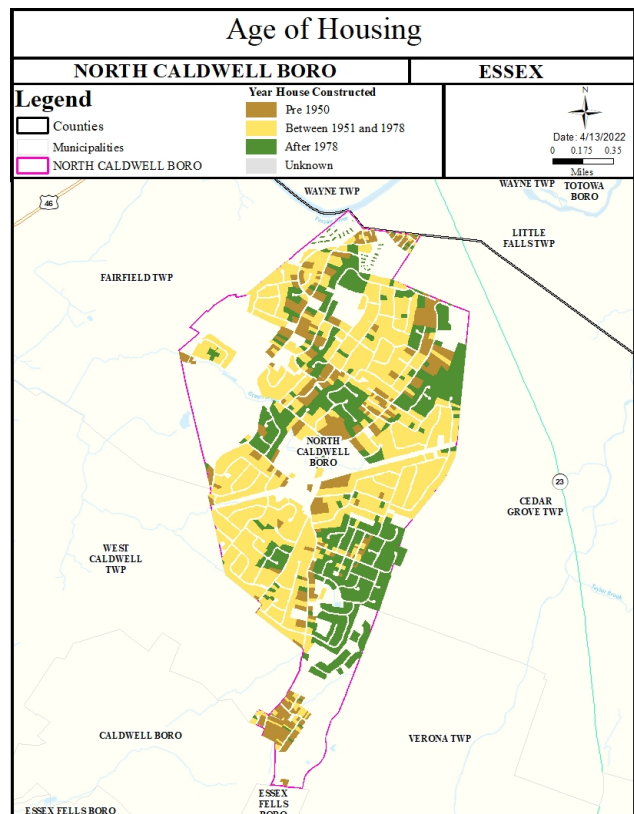 Age of Housing
NORTH CALDWELL BORO
ESSEX
Legend
Counties
Municipalities
NORTH CALDWELL BORO
Year House Constructed
Pre 1950
Between 1951 and 1978
After 1978
Unknown
N
Date: 4/13/2022
0 0.175 0.35
Miles
46
WAYNE TWP
WAYNE TWP
TOTOWA
BORO
LITTLE
FALLS TWP
FAIRFIELD TWP
NORTH
CALDWELL
BORO
23
CEDAR
GROVE TWP
WEST
CALDWELL
TWP
Taylor Brook
CALDWELL BORO
VERONA TWP
ESSEX
FELLS
BORO
ESSEX FELLS BORO